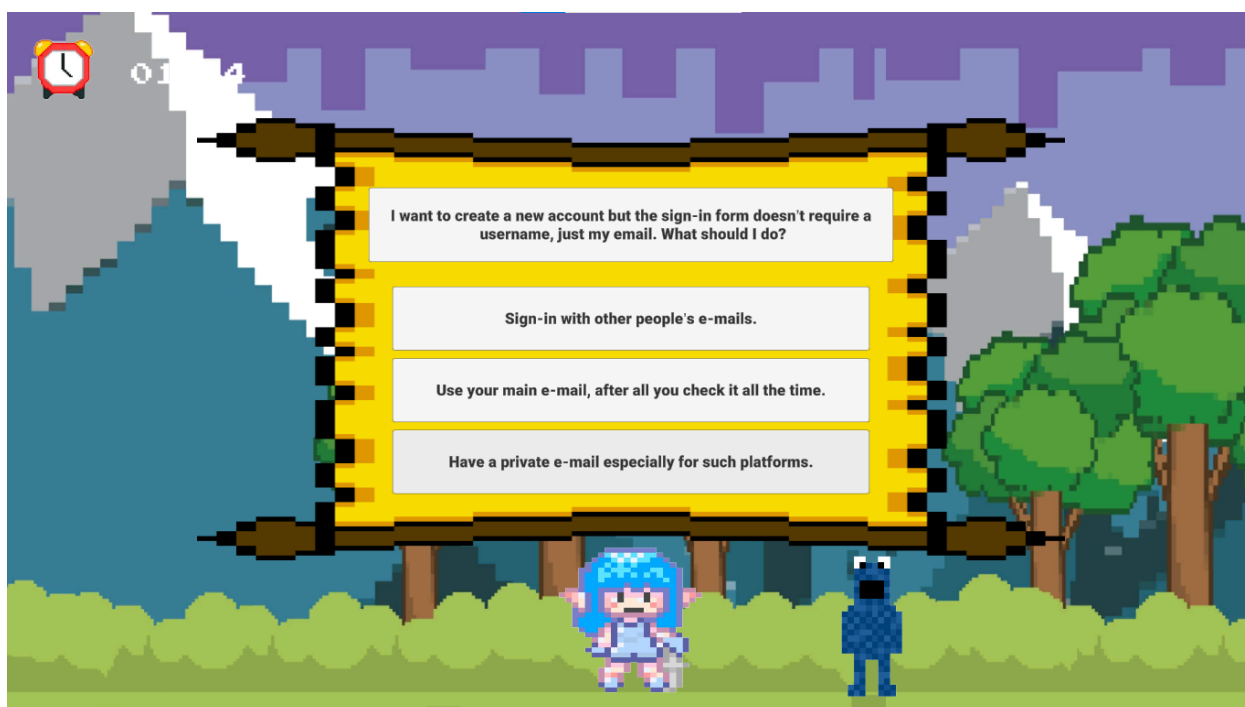 I want to create a new account but the sign-in form doesn't require a
username, just my email. What should I do?
Sign-in with other people's e-mails.
Use your main e-mail, after all you check it all the time.
Have a private e-mail especially for such platforms.